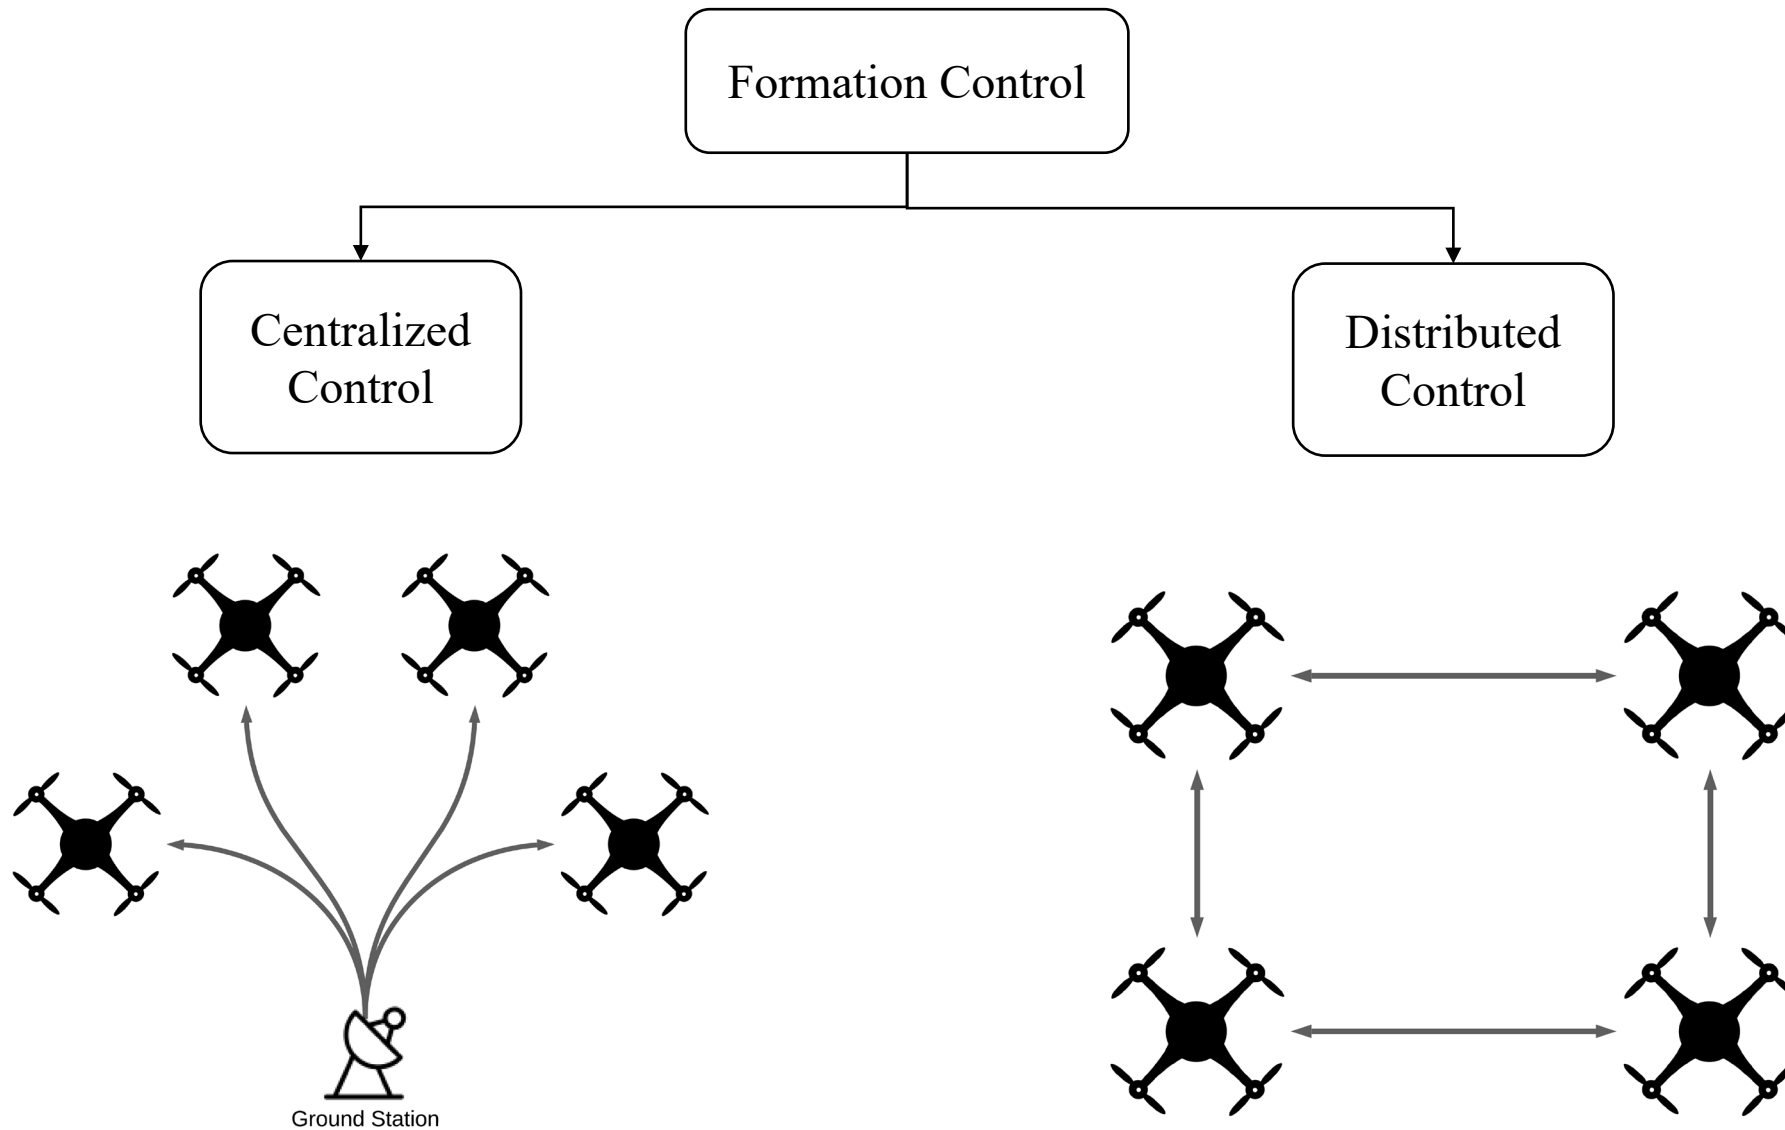 Formation Control
Centralized
Control
Distributed
Control
Ground Station